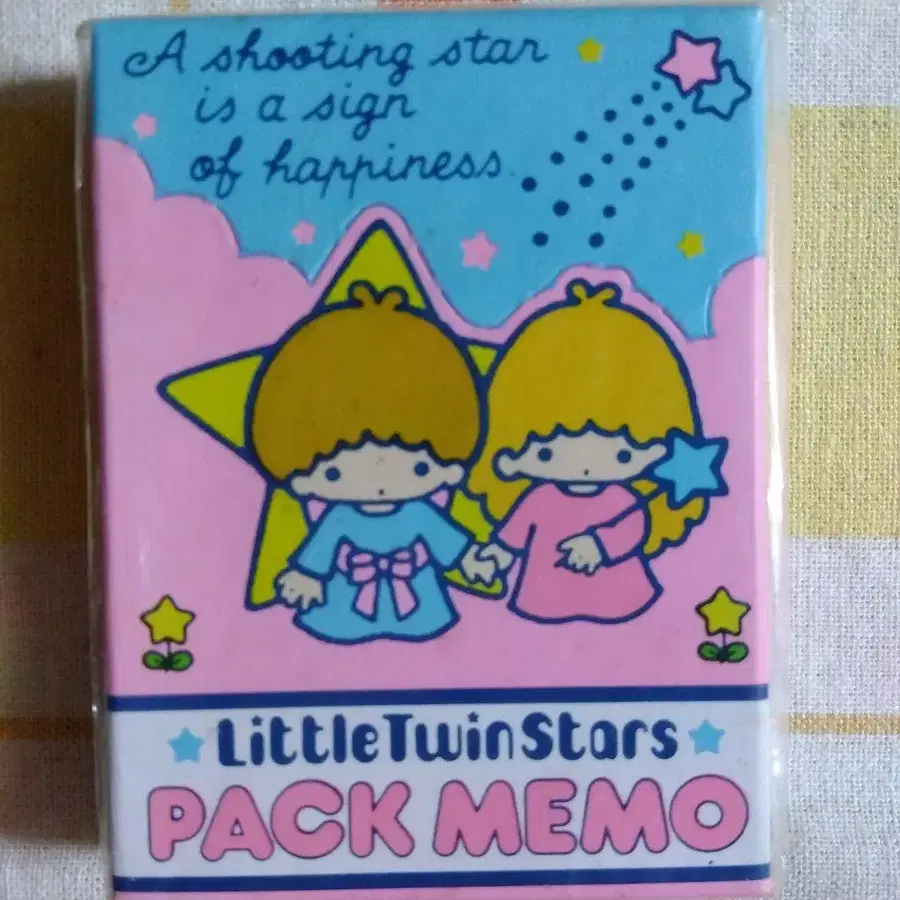 A shooting star
is a sign
of happiness.
LittleTwinStars
PACK MEMO